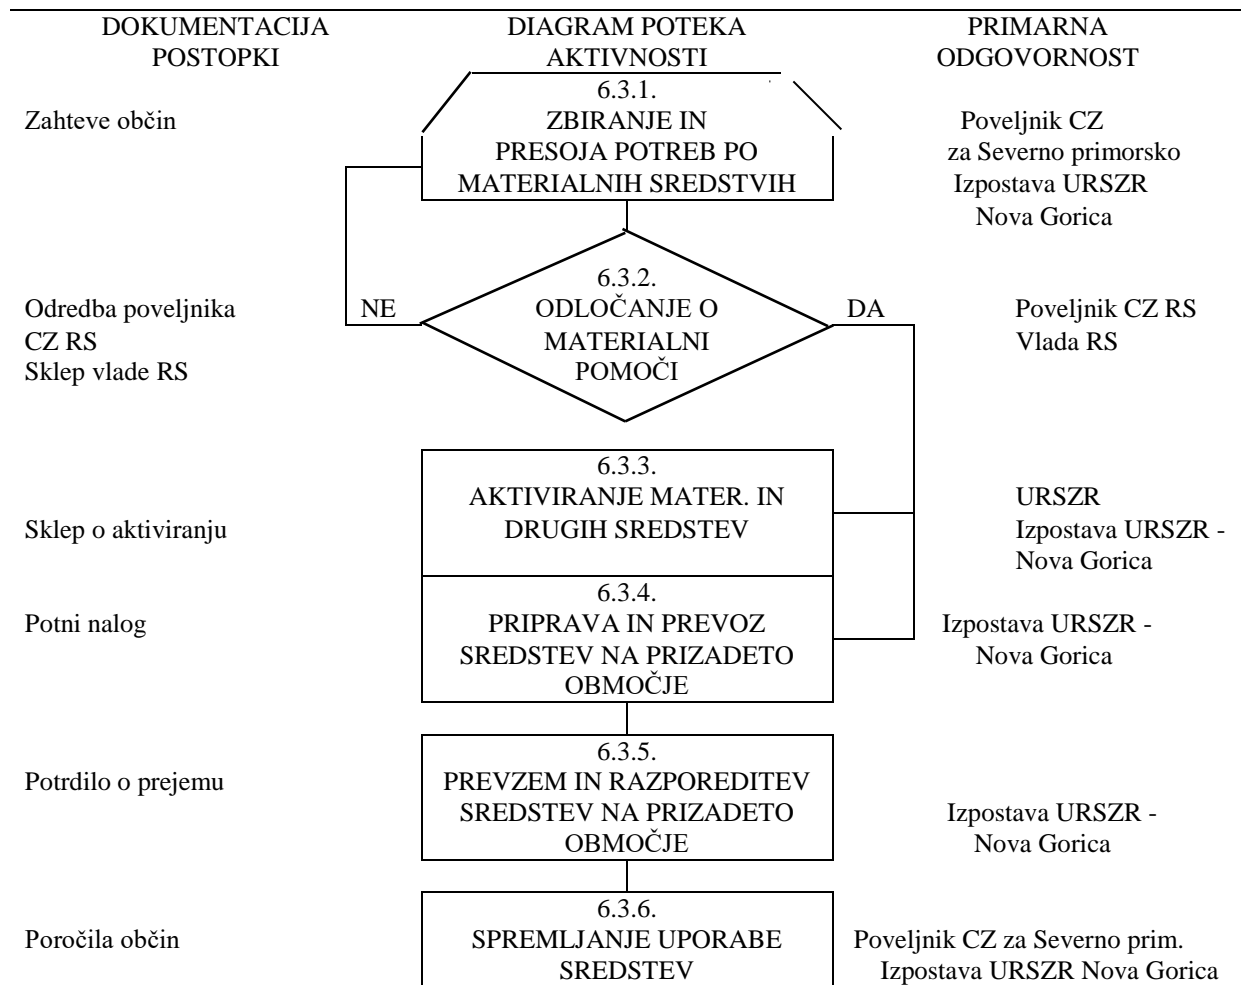 DOKUMENTACIJA
POSTOPKI
DIAGRAM POTEKA
AKTIVNOSTI
PRIMARNA
ODGOVORNOST
Zahteve občin
6.3.1.
ZBIRANJE IN
PRESOJA POTREB PO
MATERIALNIH SREDSTVIH
Poveljnik CZ
za Severno primorsko
Izpostava URSZR
Nova Gorica
Odredba poveljnika
CZ RS
Sklep vlade RS
NE
6.3.2.
ODLOČANJE O
MATERIALNI
POMOČI
DA
Poveljnik CZ RS
Vlada RS
Sklep o aktiviranju
6.3.3.
AKTIVIRANJE MATER. IN
DRUGIH SREDSTEV
URSZR
Izpostava URSZR -
Nova Gorica
Potni nalog
6.3.4.
PRIPRAVA IN PREVOZ
SREDSTEV NA PRIZADETO
OBMOČJE
Izpostava URSZR -
Nova Gorica
Potrdilo o prejemu
6.3.5.
PREVZEM IN RAZPOREDITEV
SREDSTEV NA PRIZADETO
OBMOČJE
Izpostava URSZR -
Nova Gorica
Poročila občin
6.3.6.
SPREMLJANJE UPORABE
SREDSTEV
Poveljnik CZ za Severno prim.
Izpostava URSZR Nova Gorica